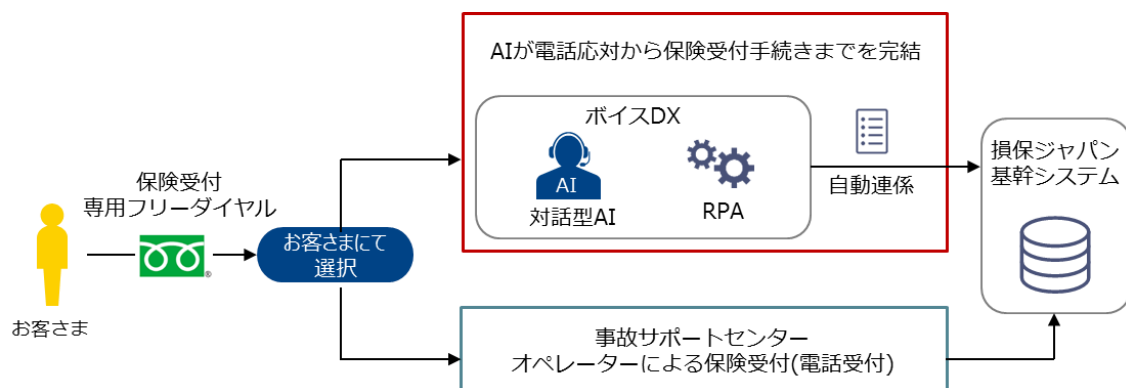 AIが電話応対から保険受付手続きまでを完結
ボイスDX
AI
対話型AI
RPA
自動連係
損保ジャパン
基幹システム
保険受付
専用フリーダイヤル
お客さまにて
選択
お客さま
事故サポートセンター
オペレーターによる保険受付(電話受付)